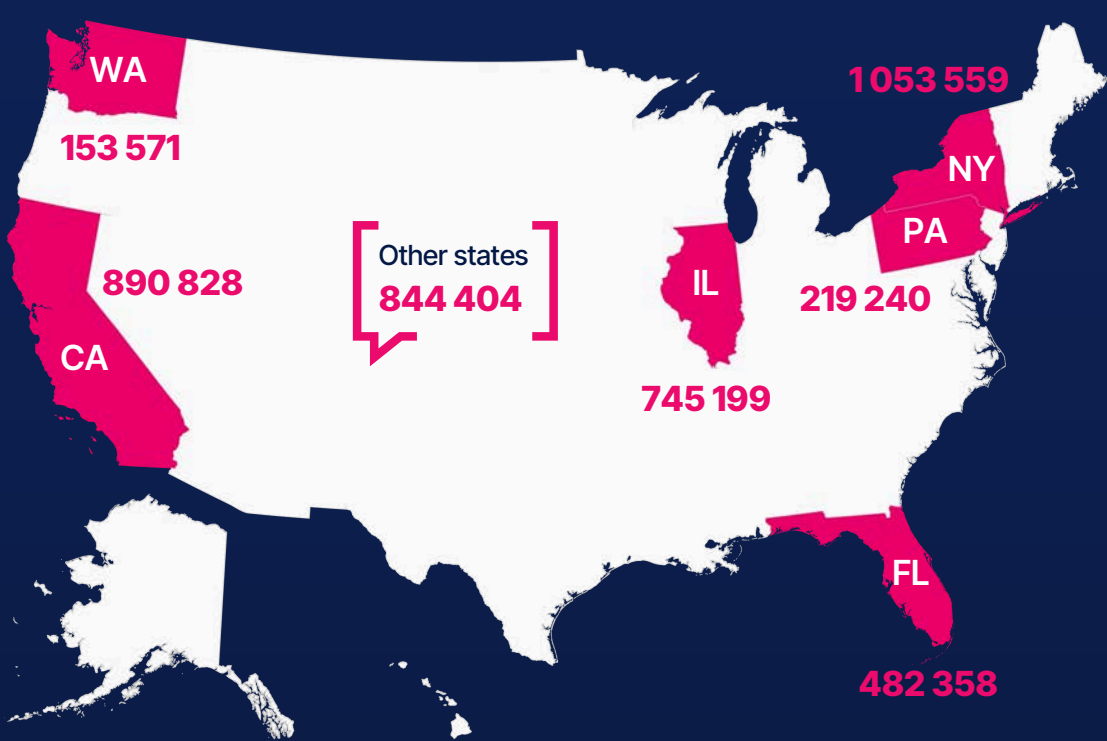 WA
153 571
1 053 559
NY
PA
219 240
Other states
844 404
890 828
CA
IL
745 199
FL
482 358